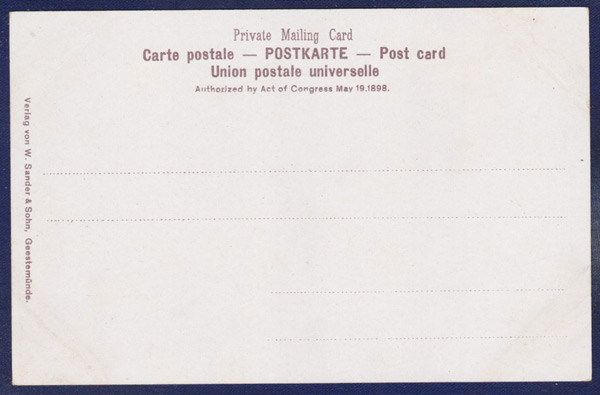 Private Mailing Card
Carte postale — POSTKARTE — Post card
Union postale universelle
Authorized by Act of Congress May 19.1898.
Verlag von W. Sander & Sohn, Geestemünde.